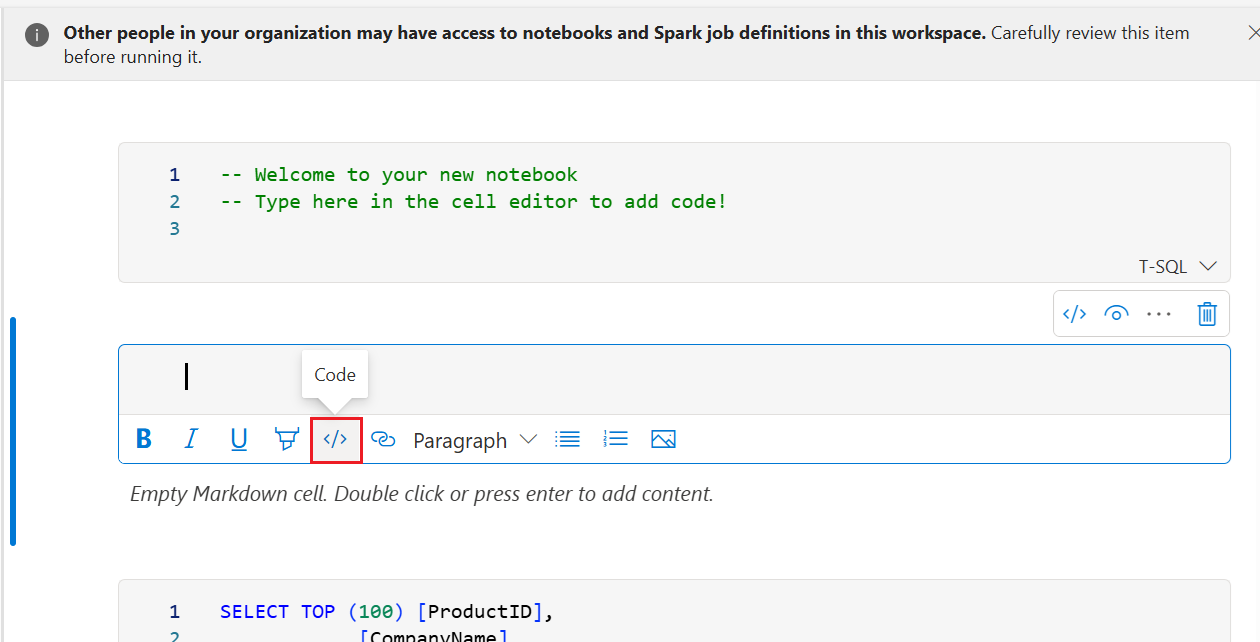 Other people in your organization may have access to notebooks and Spark job definitions in this workspace. Carefully review this item
before running it.
1 -- Welcome to your new notebook
2 -- Type here in the cell editor to add code!
3
T-SQL
</>
Code
B I U </> Paragraph
Empty Markdown cell. Double click or press enter to add content.
1 SELECT TOP (100) [ProductID],
2 [CompanyName]